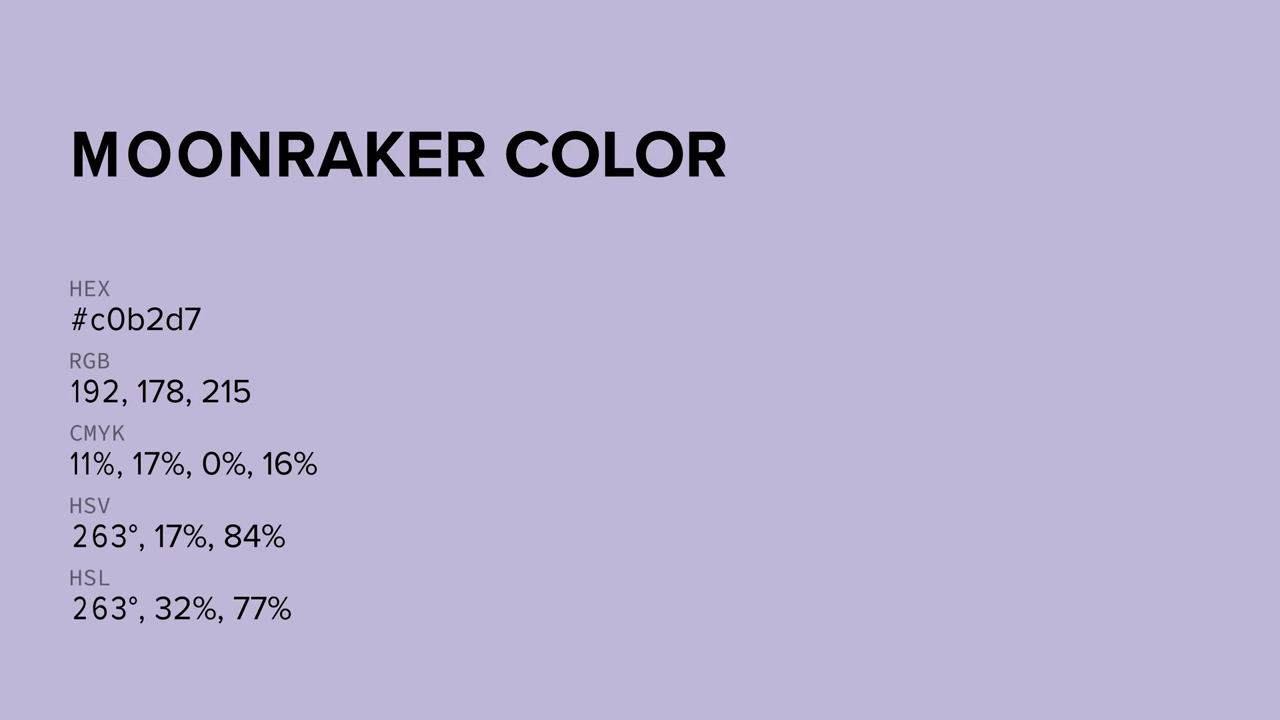 MOONRAKER COLOR
HEX
#c0b2d7
RGB
192, 178, 215
CMYK
11%, 17%, 0%, 16%
HSV
263°, 17%, 84%
HSL
263°, 32%, 77%